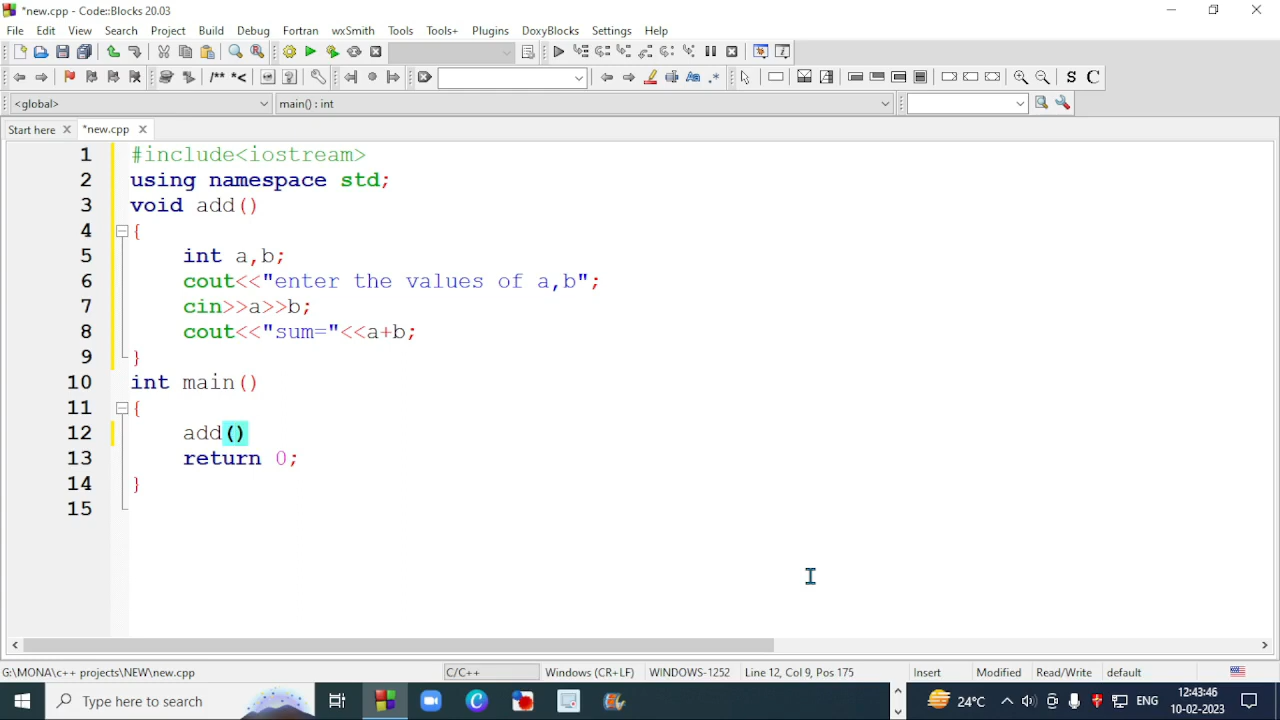 *new.cpp - Code::Blocks 20.03
File Edit View Search Project Build Debug Fortran wxSmith Tools Tools+ Plugins DoxyBlocks Settings Help
/** *<
.*
S C
<global> main() : int
Start here *new.cpp
1 #include<iostream>
2 using namespace std;
3 void add()
4 {
5 int a,b;
6 cout<<"enter the values of a,b";
7 cin>>a>>b;
8 cout<<"sum="<<a+b;
9 }
10 int main()
11 {
12 add()
13 return 0;
14 }
15
G:\MONA\c++ projects\NEW\new.cpp C/C++ Windows (CR+LF) WINDOWS-1252 Line 12, Col 9, Pos 175 Insert Modified Read/Write default
Type here to search 24°C ENG 12:43:46
10-02-2023